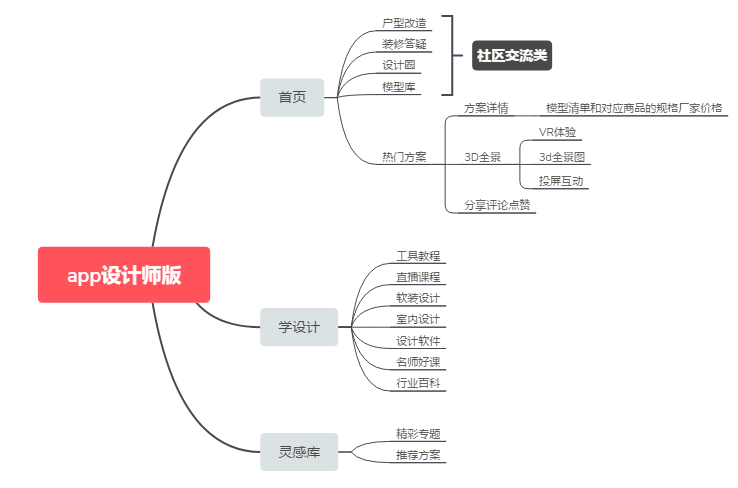 app设计师版
首页
户型改造
装修答疑
设计圆
模型库
社区交流类
热门方案
方案详情
模型清单和对应商品的规格厂家价格
3D全景
VR体验
3d全景图
投屏互动
分享评论点赞
学设计
工具教程
直播课程
软装设计
室内设计
设计软件
名师好课
行业百科
灵感库
精彩专题
推荐方案